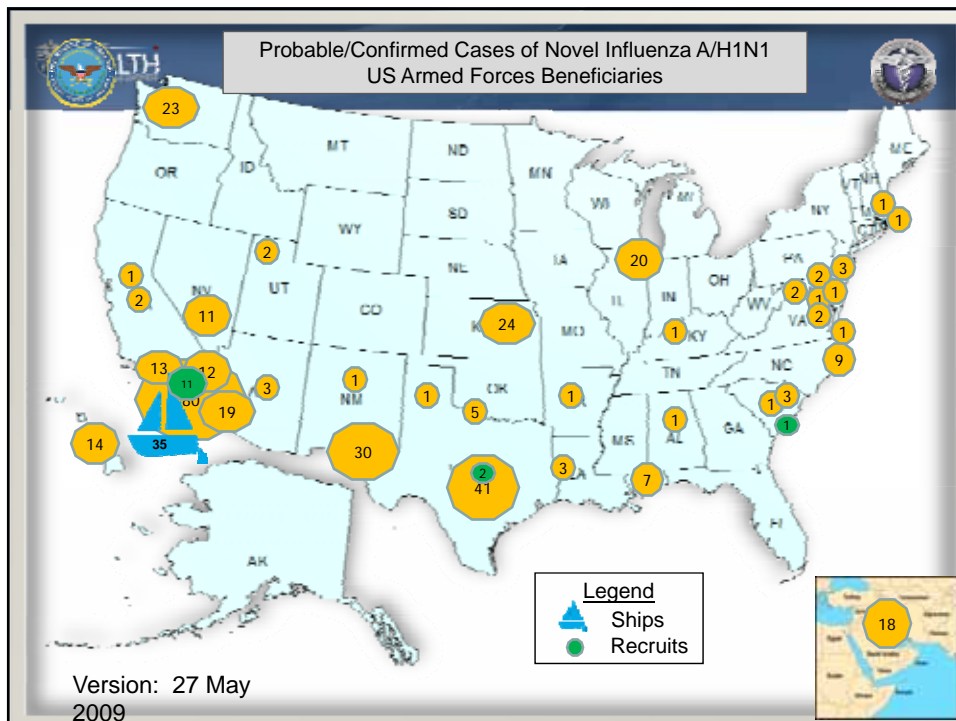 LTH
Probable/Confirmed Cases of Novel Influenza A/H1N1
US Armed Forces Beneficiaries
23
MT
ND
MN
ME
OR
ID
VT
NH
SD
WI
MI
NY
1
1
WY
2
20
IA
PA
3
NE
2
1
NV
UT
IL
IN
OH
2
1
2
WV
1
11
CO
24
MO
VA
2
1
KY
1
13
12
NC
9
11
TN
3
1
NM
1
OK
1
3
80
19
5
1
1
1
AL
GA
MS
14
35
30
2
41
3
LA
7
FL
AK
Legend
Ships
Recruits
18
Version: 27 May
2009